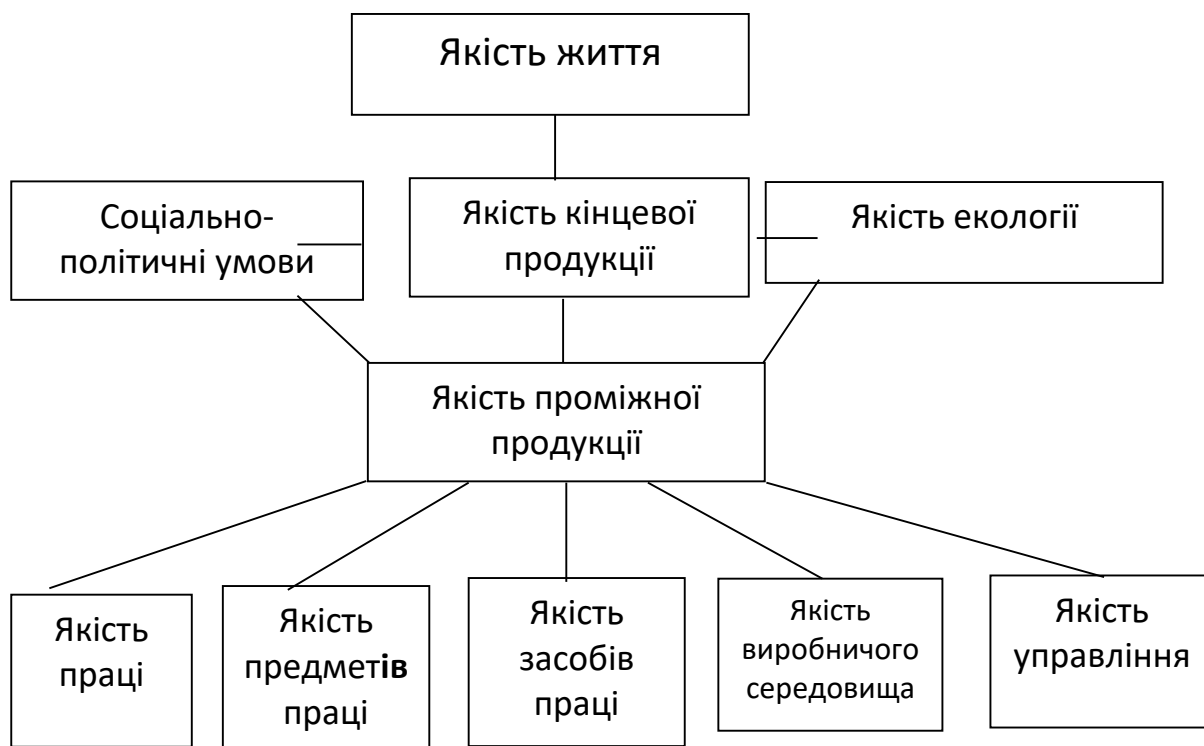 Якість життя
Соціально-
політичні умови
Якість кінцевої
продукції
Якість екології
Якість проміжної
продукції
Якість
праці
Якість
предметів
праці
Якість
засобів
праці
Якість
виробничого
середовища
Якість
управління